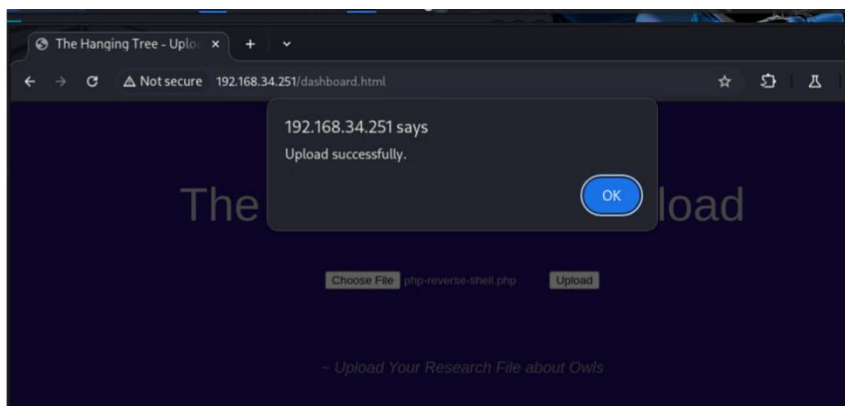 The Hanging Tree - Uploa
Not secure 192.168.34.251/dashboard.html
192.168.34.251 says
Upload successfully.
OK
The load
Choose File php-reverse-shell.php Upload
~ Upload Your Research File about Owls